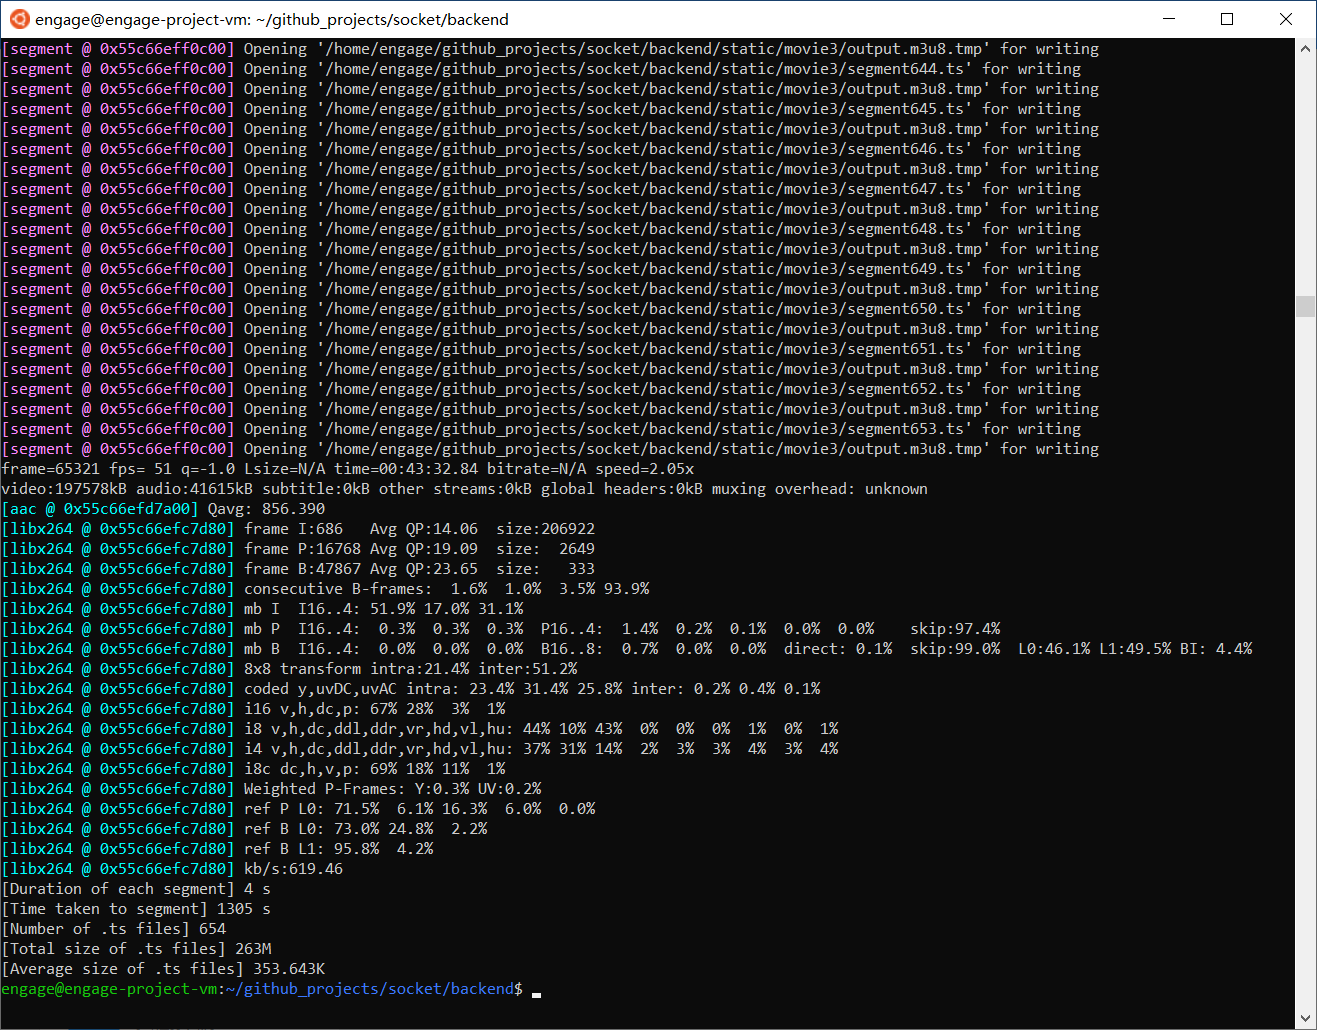 engage@engage-project-vm: ~/github_projects/socket/backend
[segment @ 0x55c66eff0c00] Opening '/home/engage/github_projects/socket/backend/static/movie3/output.m3u8.tmp' for writing
[segment @ 0x55c66eff0c00] Opening '/home/engage/github_projects/socket/backend/static/movie3/segment644.ts' for writing
[segment @ 0x55c66eff0c00] Opening '/home/engage/github_projects/socket/backend/static/movie3/output.m3u8.tmp' for writing
[segment @ 0x55c66eff0c00] Opening '/home/engage/github_projects/socket/backend/static/movie3/segment645.ts' for writing
[segment @ 0x55c66eff0c00] Opening '/home/engage/github_projects/socket/backend/static/movie3/output.m3u8.tmp' for writing
[segment @ 0x55c66eff0c00] Opening '/home/engage/github_projects/socket/backend/static/movie3/segment646.ts' for writing
[segment @ 0x55c66eff0c00] Opening '/home/engage/github_projects/socket/backend/static/movie3/output.m3u8.tmp' for writing
[segment @ 0x55c66eff0c00] Opening '/home/engage/github_projects/socket/backend/static/movie3/segment647.ts' for writing
[segment @ 0x55c66eff0c00] Opening '/home/engage/github_projects/socket/backend/static/movie3/output.m3u8.tmp' for writing
[segment @ 0x55c66eff0c00] Opening '/home/engage/github_projects/socket/backend/static/movie3/segment648.ts' for writing
[segment @ 0x55c66eff0c00] Opening '/home/engage/github_projects/socket/backend/static/movie3/output.m3u8.tmp' for writing
[segment @ 0x55c66eff0c00] Opening '/home/engage/github_projects/socket/backend/static/movie3/segment649.ts' for writing
[segment @ 0x55c66eff0c00] Opening '/home/engage/github_projects/socket/backend/static/movie3/output.m3u8.tmp' for writing
[segment @ 0x55c66eff0c00] Opening '/home/engage/github_projects/socket/backend/static/movie3/segment650.ts' for writing
[segment @ 0x55c66eff0c00] Opening '/home/engage/github_projects/socket/backend/static/movie3/output.m3u8.tmp' for writing
[segment @ 0x55c66eff0c00] Opening '/home/engage/github_projects/socket/backend/static/movie3/segment651.ts' for writing
[segment @ 0x55c66eff0c00] Opening '/home/engage/github_projects/socket/backend/static/movie3/output.m3u8.tmp' for writing
[segment @ 0x55c66eff0c00] Opening '/home/engage/github_projects/socket/backend/static/movie3/segment652.ts' for writing
[segment @ 0x55c66eff0c00] Opening '/home/engage/github_projects/socket/backend/static/movie3/output.m3u8.tmp' for writing
[segment @ 0x55c66eff0c00] Opening '/home/engage/github_projects/socket/backend/static/movie3/segment653.ts' for writing
[segment @ 0x55c66eff0c00] Opening '/home/engage/github_projects/socket/backend/static/movie3/output.m3u8.tmp' for writing
frame=65321 fps= 51 q=-1.0 Lsize=N/A time=00:43:32.84 bitrate=N/A speed=2.05x
video:197578kB audio:41615kB subtitle:0kB other streams:0kB global headers:0kB muxing overhead: unknown
[aac @ 0x55c66efd7a00] Qavg: 856.390
[libx264 @ 0x55c66efc7d80] frame I:686   Avg QP:14.06  size:206922
[libx264 @ 0x55c66efc7d80] frame P:16768 Avg QP:19.09  size:  2649
[libx264 @ 0x55c66efc7d80] frame B:47867 Avg QP:23.65  size:   333
[libx264 @ 0x55c66efc7d80] consecutive B-frames:  1.6%  1.0%  3.5% 93.9%
[libx264 @ 0x55c66efc7d80] mb I  I16..4: 51.9% 17.0% 31.1%
[libx264 @ 0x55c66efc7d80] mb P  I16..4:  0.3%  0.3%  0.3%  P16..4:  1.4%  0.2%  0.1%  0.0%  0.0%    skip:97.4%
[libx264 @ 0x55c66efc7d80] mb B  I16..4:  0.0%  0.0%  0.0%  B16..8:  0.7%  0.0%  0.0%  direct: 0.1%  skip:99.0%  L0:46.1% L1:49.5% BI: 4.4%
[libx264 @ 0x55c66efc7d80] 8x8 transform intra:21.4% inter:51.2%
[libx264 @ 0x55c66efc7d80] coded y,uvDC,uvAC intra: 23.4% 31.4% 25.8% inter: 0.2% 0.4% 0.1%
[libx264 @ 0x55c66efc7d80] i16 v,h,dc,p: 67% 28%  3%  1%
[libx264 @ 0x55c66efc7d80] i8 v,h,dc,ddl,ddr,vr,hd,vl,hu: 44% 10% 43%  0%  0%  0%  1%  0%  1%
[libx264 @ 0x55c66efc7d80] i4 v,h,dc,ddl,ddr,vr,hd,vl,hu: 37% 31% 14%  2%  3%  3%  4%  3%  4%
[libx264 @ 0x55c66efc7d80] i8c dc,h,v,p: 69% 18% 11%  1%
[libx264 @ 0x55c66efc7d80] Weighted P-Frames: Y:0.3% UV:0.2%
[libx264 @ 0x55c66efc7d80] ref P L0: 71.5%  6.1% 16.3%  6.0%  0.0%
[libx264 @ 0x55c66efc7d80] ref B L0: 73.0% 24.8%  2.2%
[libx264 @ 0x55c66efc7d80] ref B L1: 95.8%  4.2%
[libx264 @ 0x55c66efc7d80] kb/s:619.46
[Duration of each segment] 4 s
[Time taken to segment] 1305 s
[Number of .ts files] 654
[Total size of .ts files] 263M
[Average size of .ts files] 353.643K
engage@engage-project-vm:~/github_projects/socket/backend$